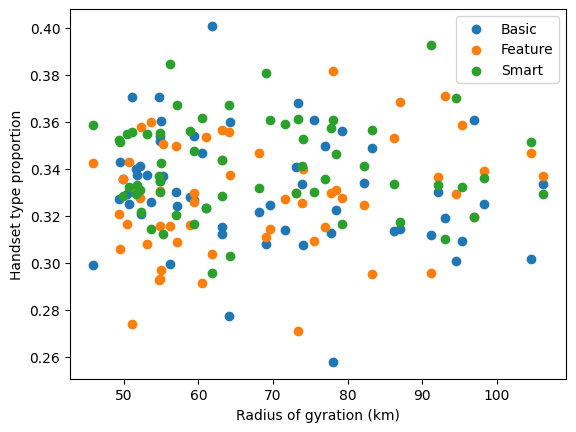 Basic
Feature
Smart
0.40
0.38
0.36
0.34
0.32
0.30
0.28
0.26
Handset type proportion
50 60 70 80 90 100
Radius of gyration (km)